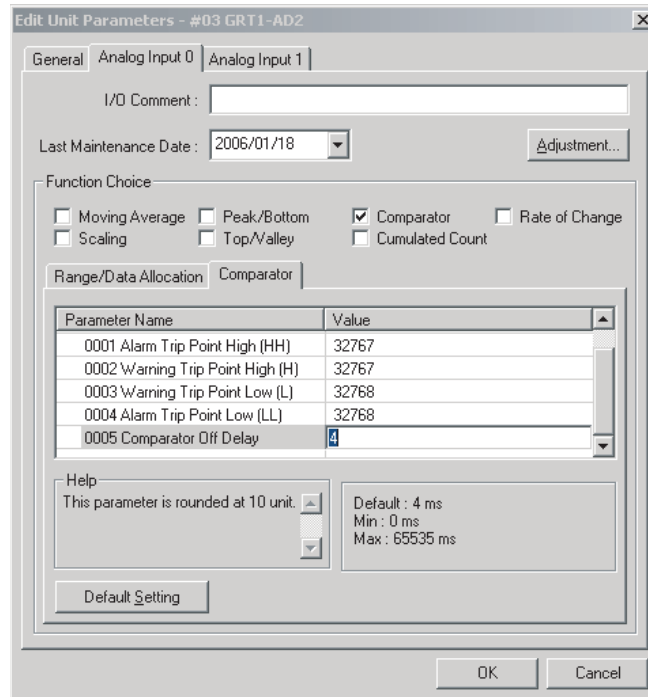 Edit Unit Parameters - #03 GRT1-AD2
General Analog Input 0 Analog Input 1
I/O Comment :
Last Maintenance Date : 2006/01/18 Adjustment...
Function Choice
Moving Average Peak/Bottom Comparator Rate of Change
Scaling Top/Valley Cumulated Count
Range/Data Allocation Comparator
Parameter Name Value
0001 Alarm Trip Point High (HH) 32767
0002 Warning Trip Point High (H) 32767
0003 Warning Trip Point Low (L) 32768
0004 Alarm Trip Point Low (LL) 32768
0005 Comparator Off Delay 4
Help
This parameter is rounded at 10 unit.
Default : 4 ms
Min : 0 ms
Max : 65535 ms
Default Setting
OK Cancel